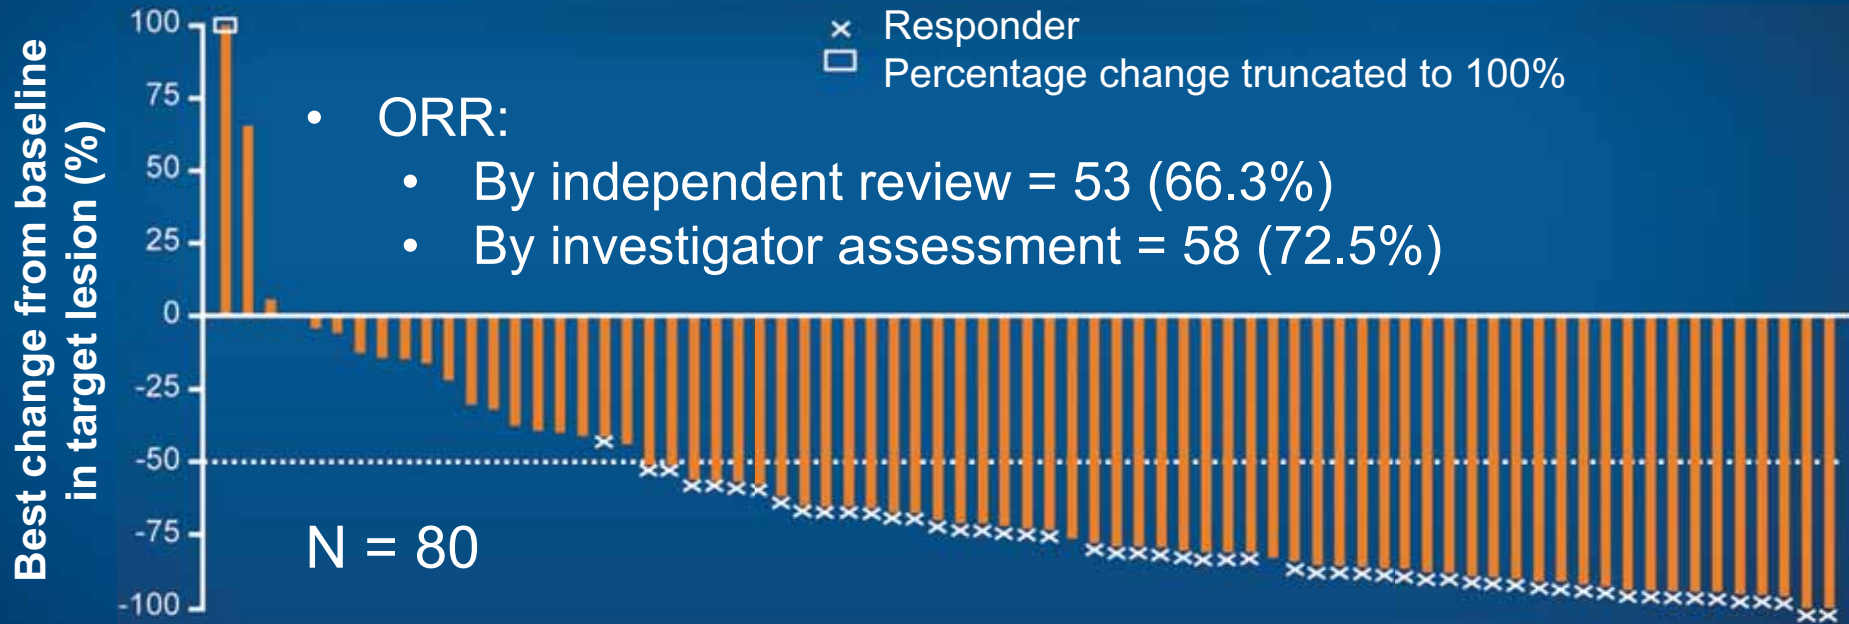 Best change from baseline
in target lesion (%)
100
75
50
25
0
-25
-50
-75
-100
× Responder
Percentage change truncated to 100%
• ORR:
• By independent review = 53 (66.3%)
• By investigator assessment = 58 (72.5%)
N = 80